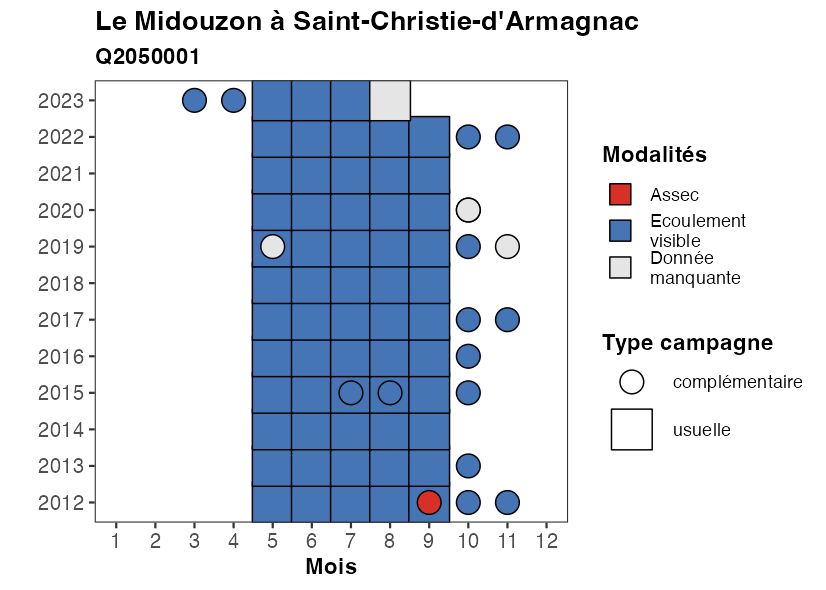 Le Midouzon à Saint-Christie-d'Armagnac
Q2050001
2023
2022
2021
2020
2019
2018
2017
2016
2015
2014
2013
2012
1 2 3 4 5 6 7 8 9 10 11 12
Mois
Modalités
Assec
Ecoulement
visible
Donnée
manquante
Type campagne
complémentaire
usuelle